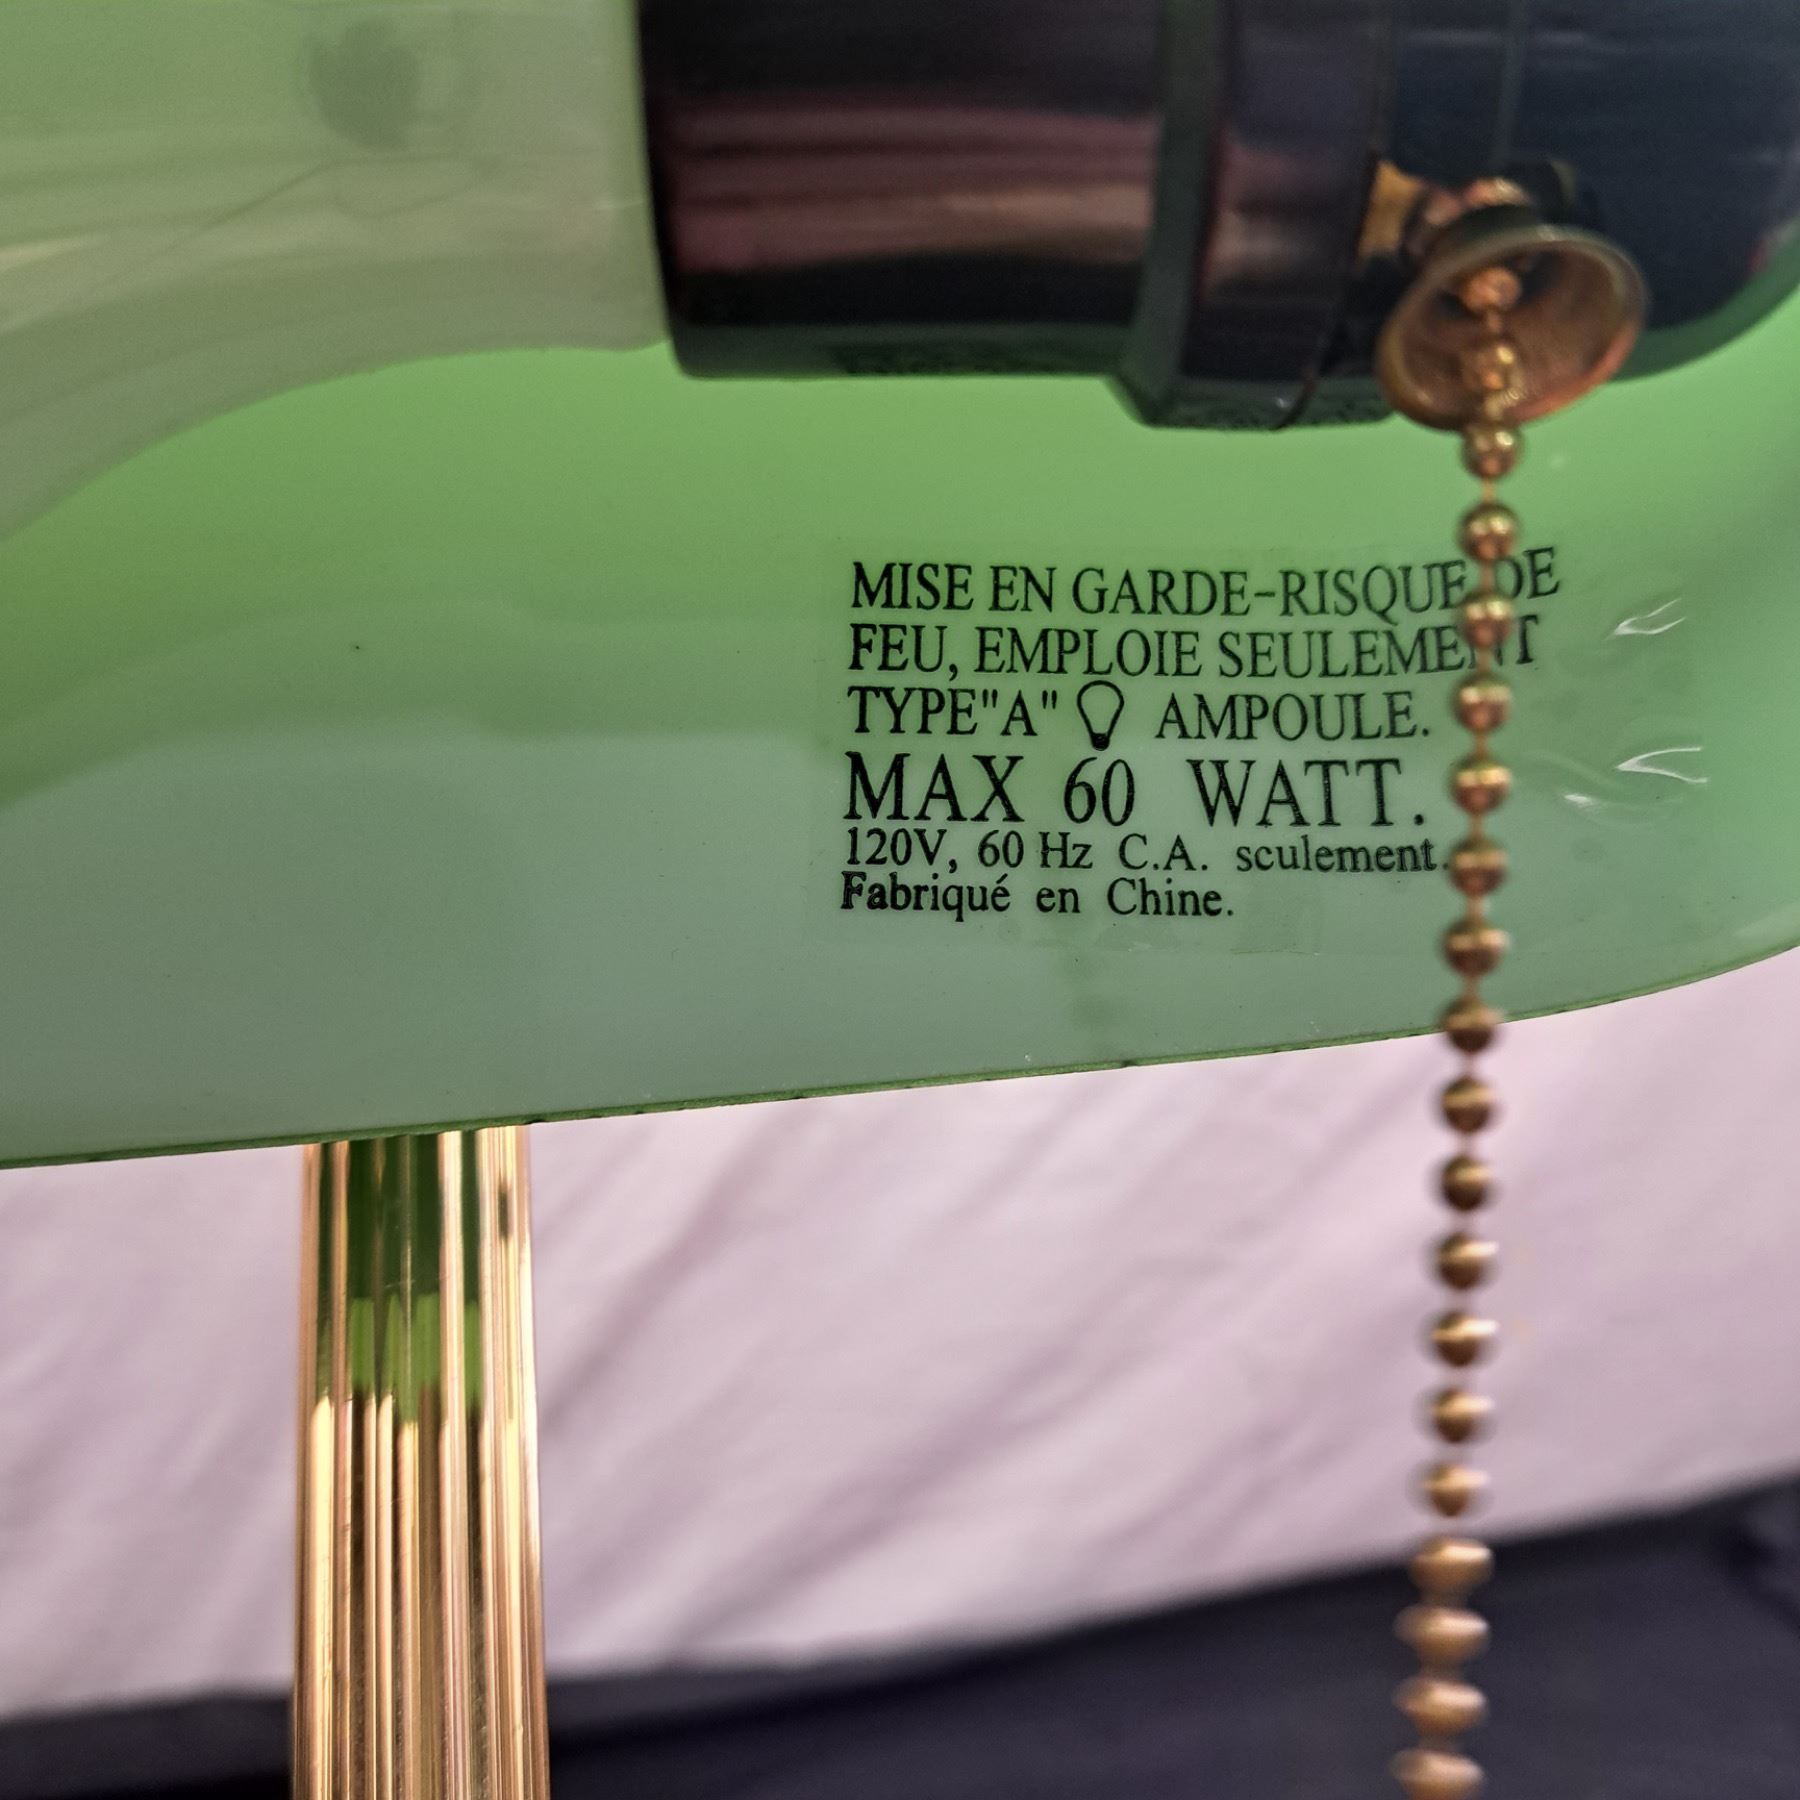 MISE EN GARDE-RISQUE DE
FEU, EMPLOIE SEULEMENT
TYPE"A" AMPOULE.
MAX 60 WATT.
120V, 60 Hz C.A. sculement.
Fabriqué en Chine.